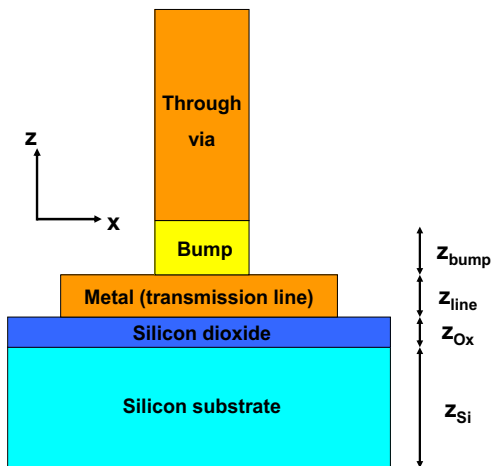 Through
via
z
x
Bump
z_bump
Metal (transmission line)
z_line
Silicon dioxide
z_Ox
Silicon substrate
z_Si